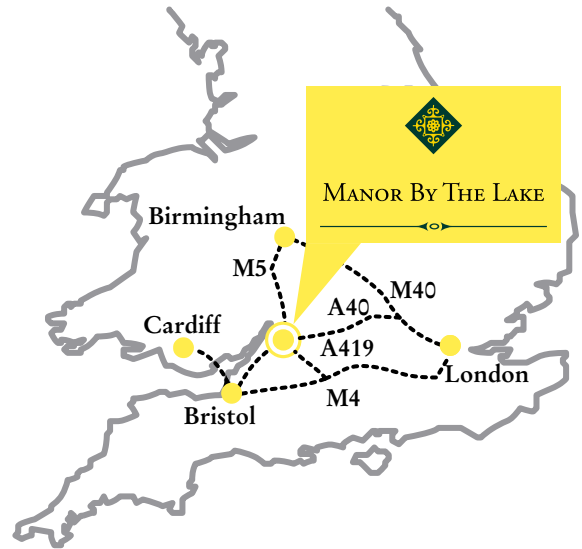 Manor By The Lake
Birmingham
M5
M40
A40
Cardiff
A419
London
M4
Bristol